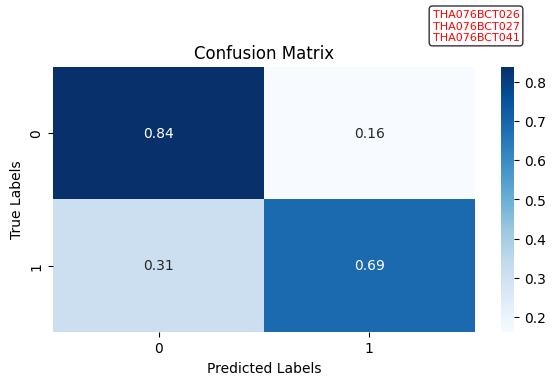 THA076BCT026
THA076BCT027
THA076BCT041
Confusion Matrix
True Labels
0
1
0.84
0.16
0.31
0.69
0
1
Predicted Labels
0.8
0.7
0.6
0.5
0.4
0.3
0.2